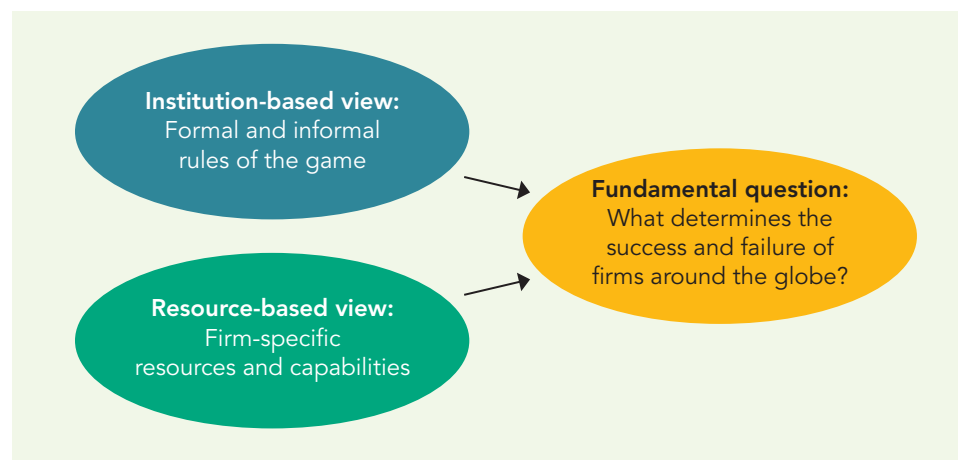 Institution-based view:
Formal and informal
rules of the game
Resource-based view:
Firm-specific
resources and capabilities
Fundamental question:
What determines the
success and failure of
firms around the globe?